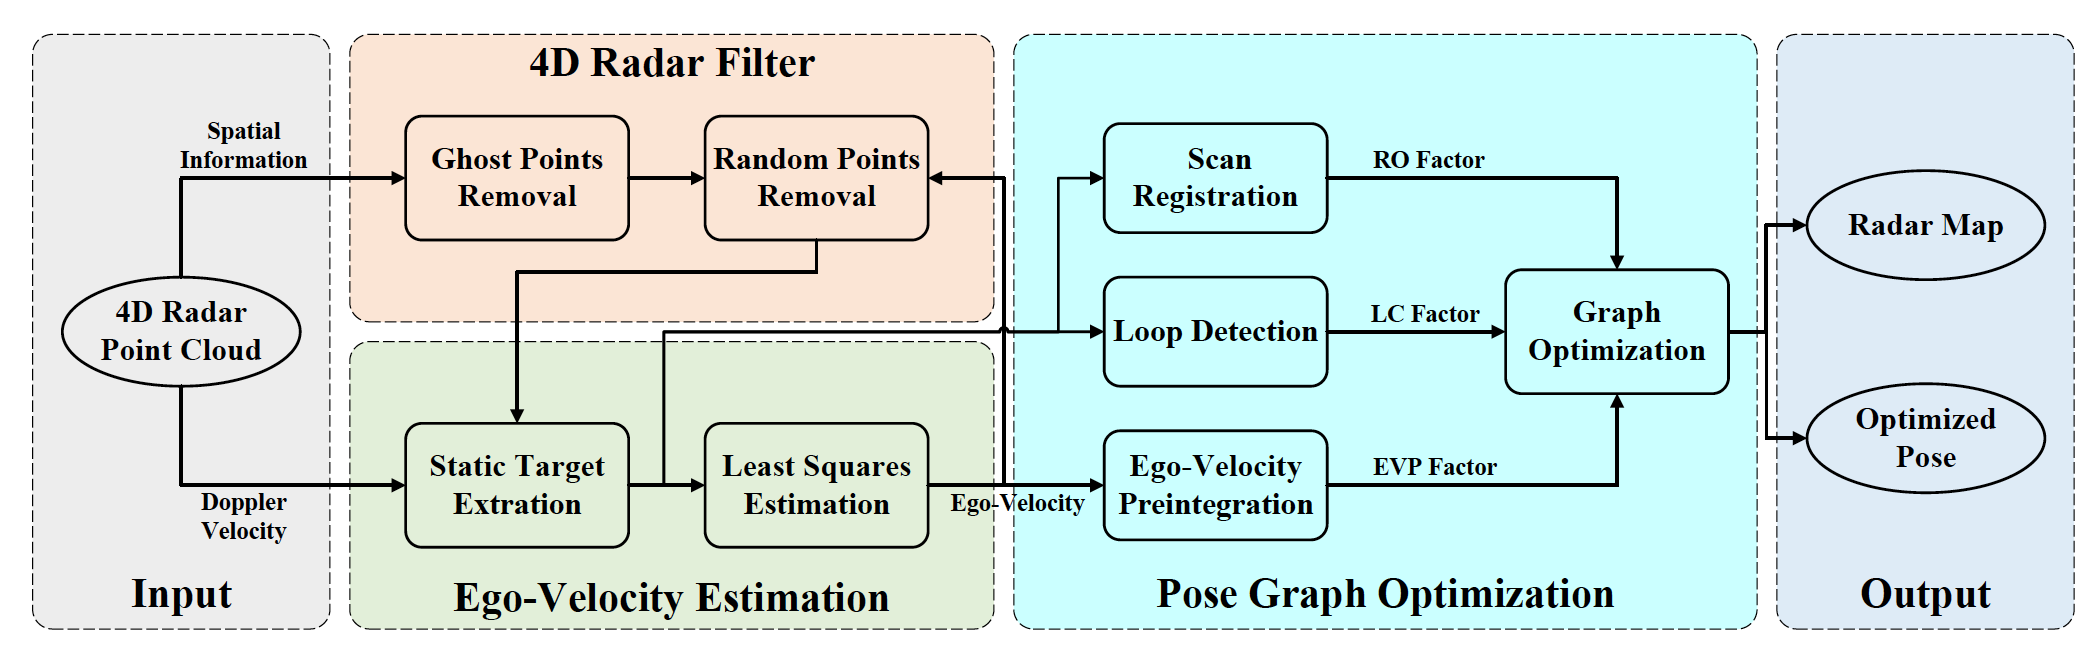 Spatial
Information
4D Radar
Point Cloud
Doppler
Velocity
Input
4D Radar Filter
Ghost Points
Removal
Random Points
Removal
Static Target
Extration
Least Squares
Estimation
Ego-Velocity
Ego-Velocity Estimation
Scan
Registration
RO Factor
Loop Detection
LC Factor
Graph
Optimization
Ego-Velocity
Preintegration
EVP Factor
Pose Graph Optimization
Radar Map
Optimized
Pose
Output